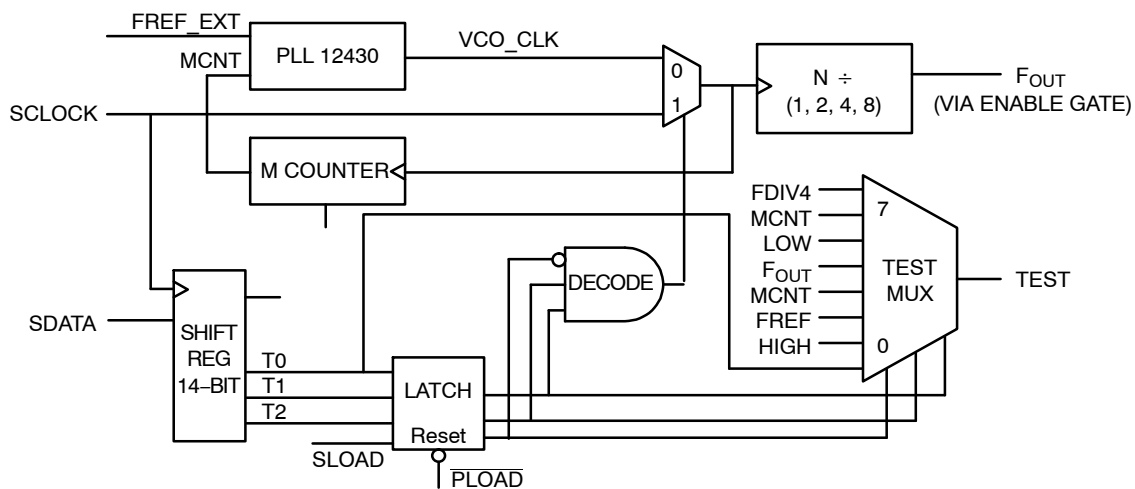 FREF_EXT
MCNT
PLL 12430
VCO_CLK
0
1
N ÷
(1, 2, 4, 8)
FOUT
(VIA ENABLE GATE)
SCLOCK
M COUNTER
FDIV4
MCNT
LOW
FOUT
MCNT
FREF
HIGH
7
TEST
MUX
0
TEST
DECODE
SDATA
SHIFT
REG
14–BIT
T0
T1
T2
LATCH
Reset
SLOAD
PLOAD